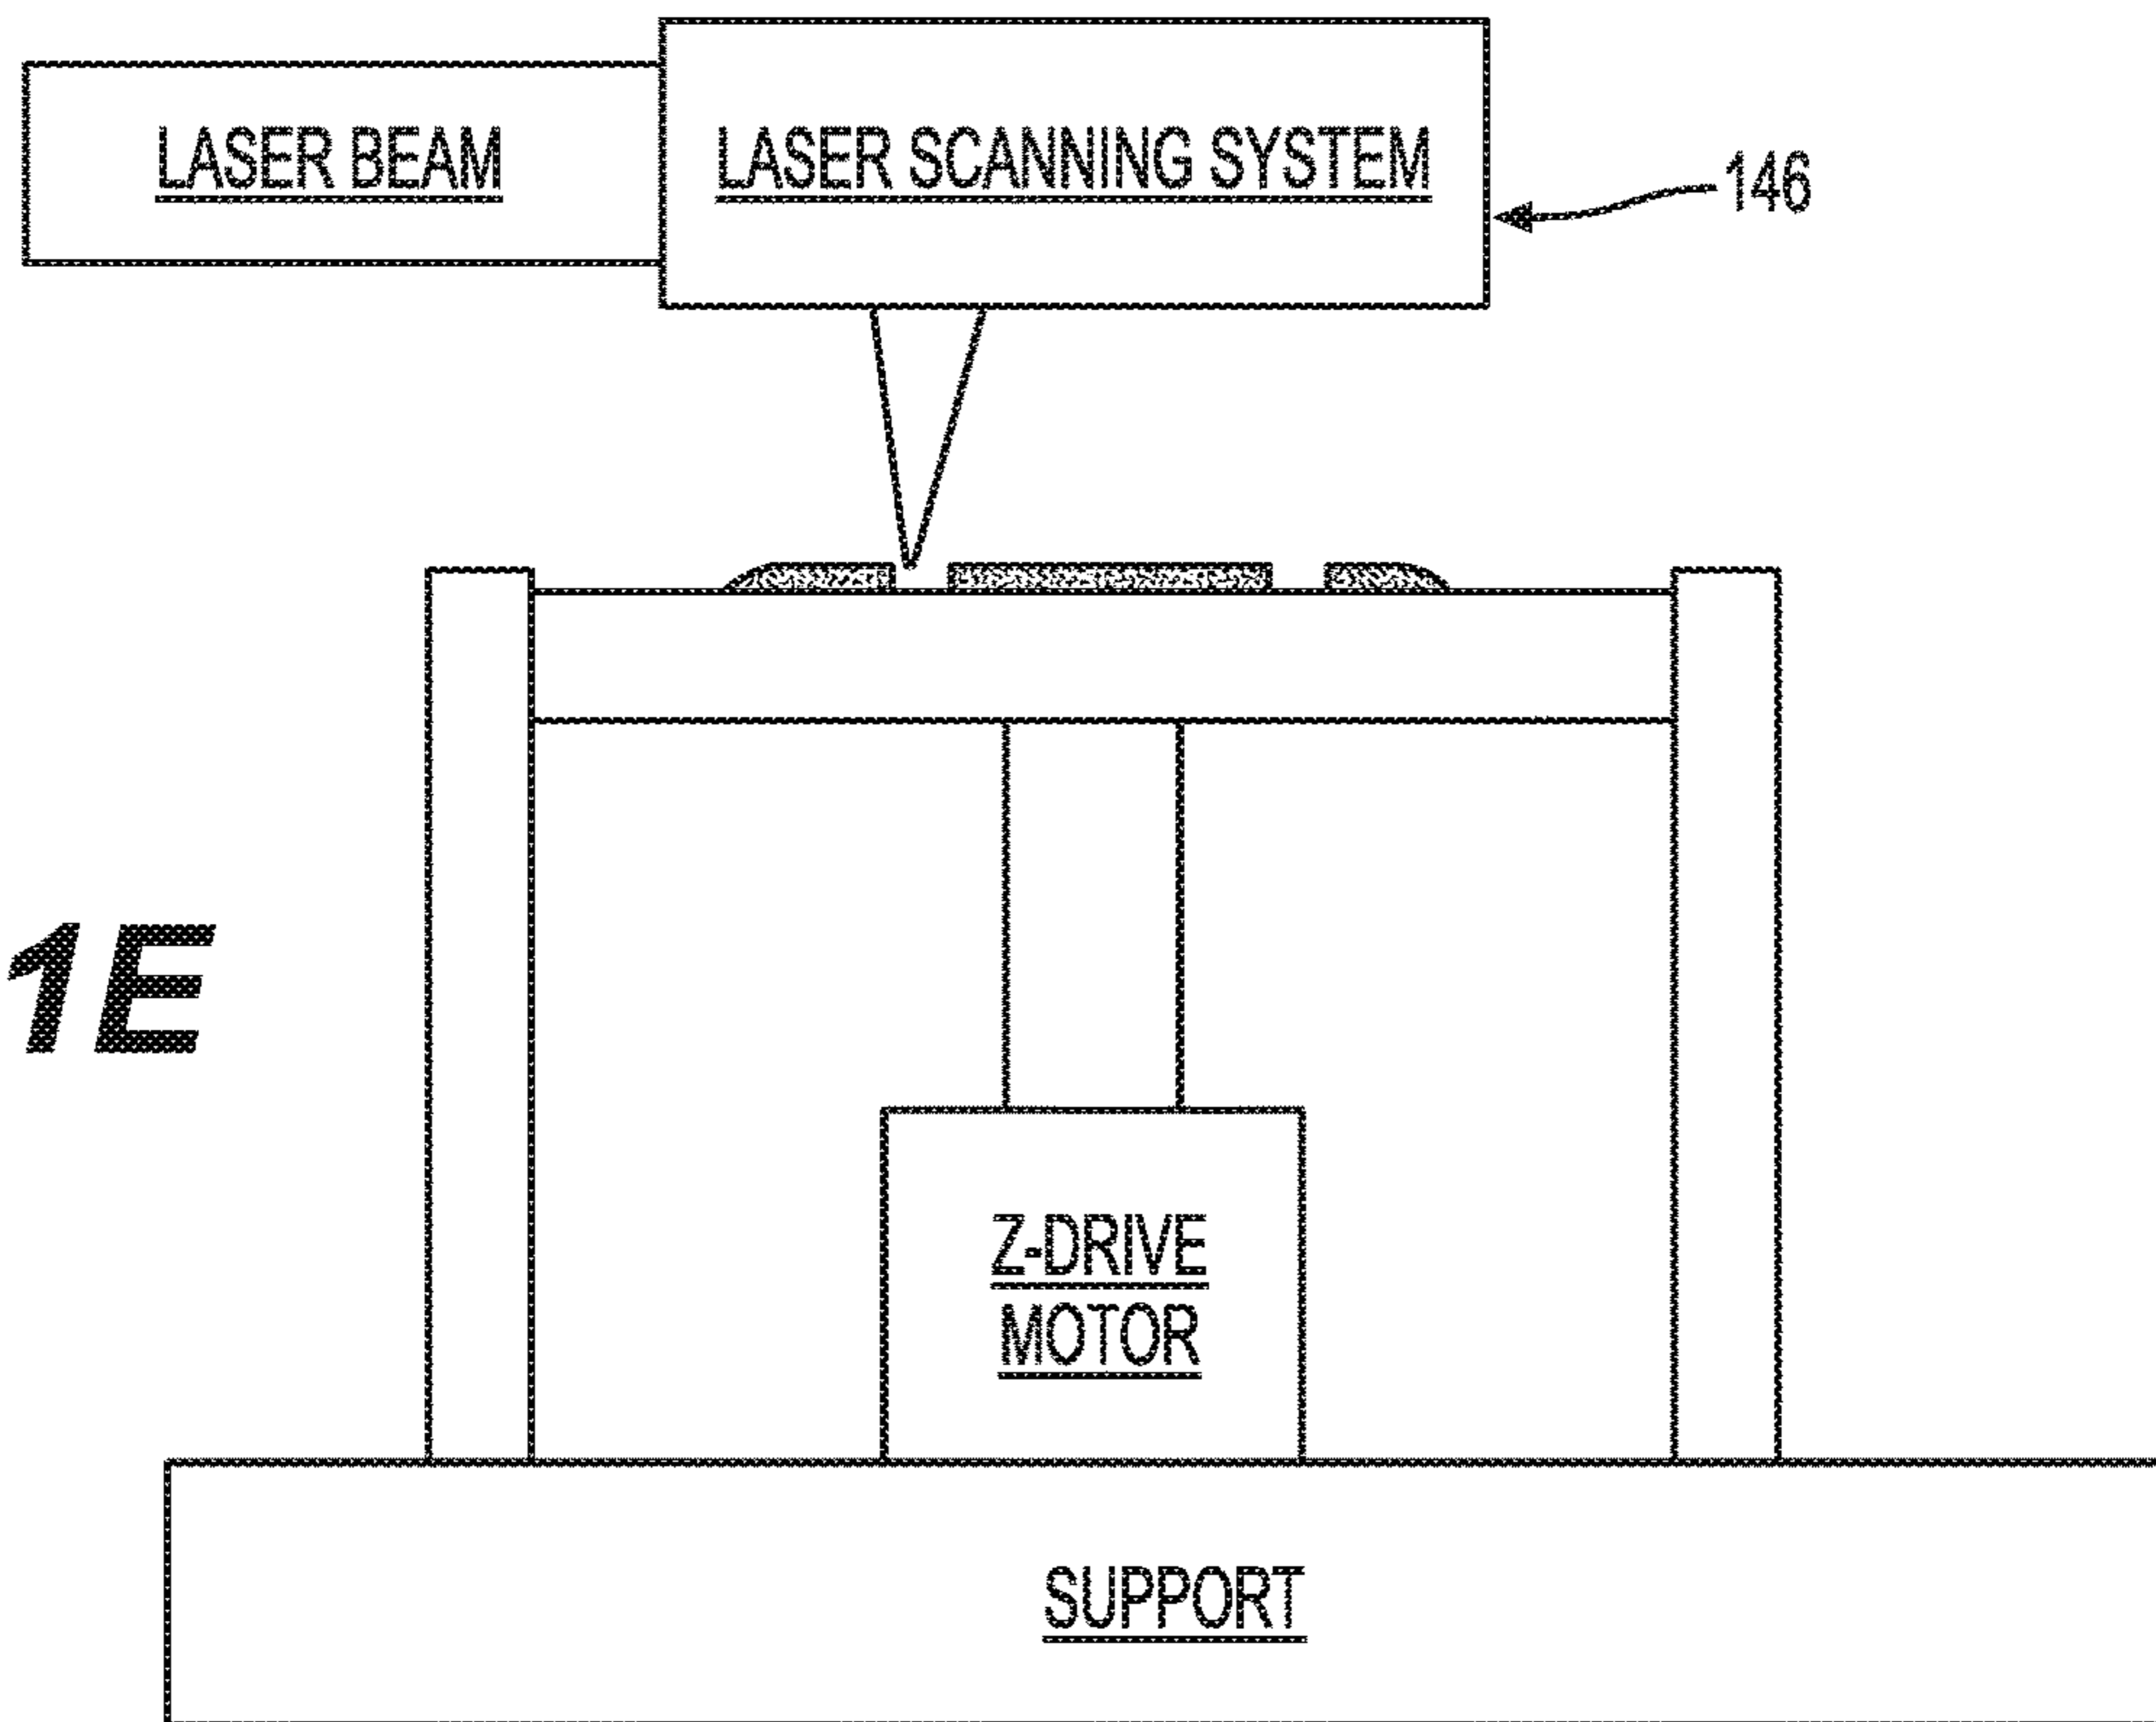 LASER BEAM
LASER SCANNING SYSTEM
146
1E
Z-DRIVE
MOTOR
SUPPORT